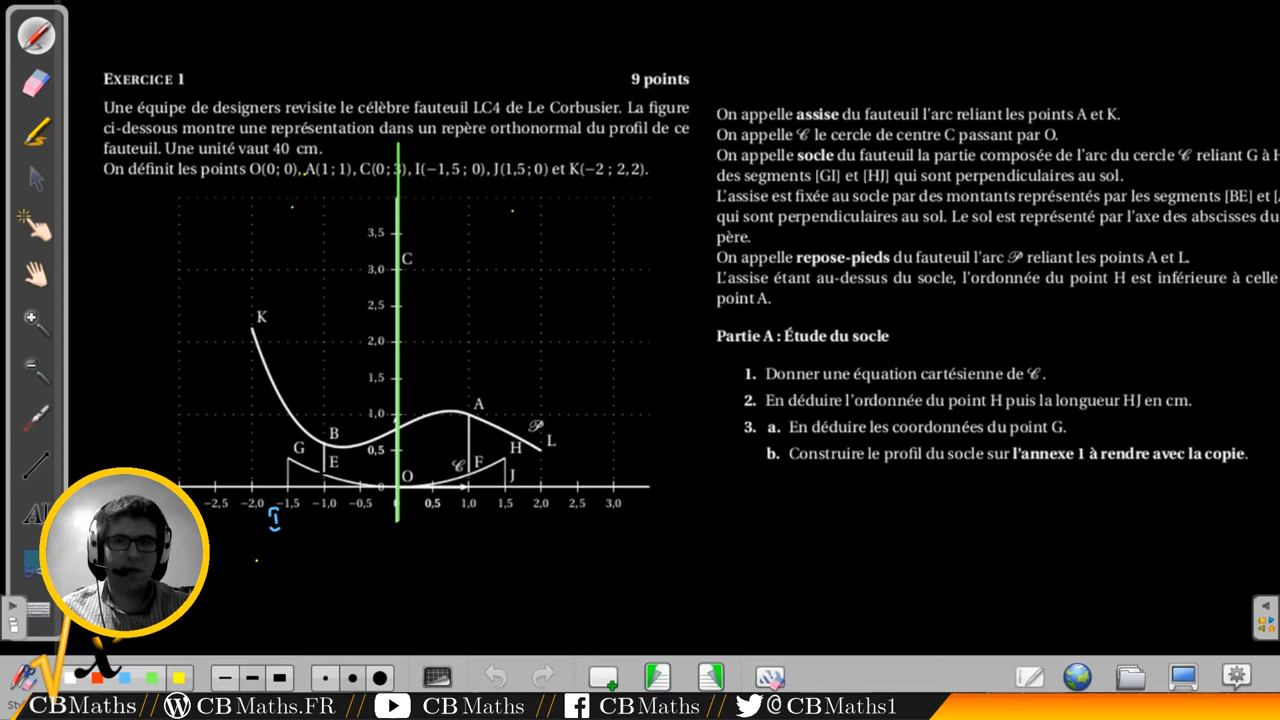 EXERCICE 1 9 points
Une équipe de designers revisite le célèbre fauteuil LC4 de Le Corbusier. La figure
ci-dessous montre une représentation dans un repère orthonormal du profil de ce
fauteuil. Une unité vaut 40 cm.
On définit les points O(0; 0), A(1 ; 1), C(0 ; 3), I(−1,5 ; 0), J(1,5 ; 0) et K(−2 ; 2,2).
3,5
C
3,0
2,5
K
2,0
1,5
1,0
A
B
𝒫
L
G
0,5
H
E
𝒞
F
O
J
0
−2,5 −2,0 −1,5 −1,0 −0,5 0,5 1,0 1,5 2,0 2,5 3,0
I
On appelle assise du fauteuil l'arc reliant les points A et K.
On appelle 𝒞 le cercle de centre C passant par O.
On appelle socle du fauteuil la partie composée de l'arc du cercle 𝒞 reliant G à H
des segments [GI] et [HJ] qui sont perpendiculaires au sol.
L'assise est fixée au socle par des montants représentés par les segments [BE] et
qui sont perpendiculaires au sol. Le sol est représenté par l'axe des abscisses du
père.
On appelle repose-pieds du fauteuil l'arc 𝒫 reliant les points A et L.
L'assise étant au-dessus du socle, l'ordonnée du point H est inférieure à celle
point A.
Partie A : Étude du socle
1. Donner une équation cartésienne de 𝒞.
2. En déduire l'ordonnée du point H puis la longueur HJ en cm.
3. a. En déduire les coordonnées du point G.
b. Construire le profil du socle sur l'annexe 1 à rendre avec la copie.
CBMaths CBMaths.FR CBMaths CBMaths @CBMaths1